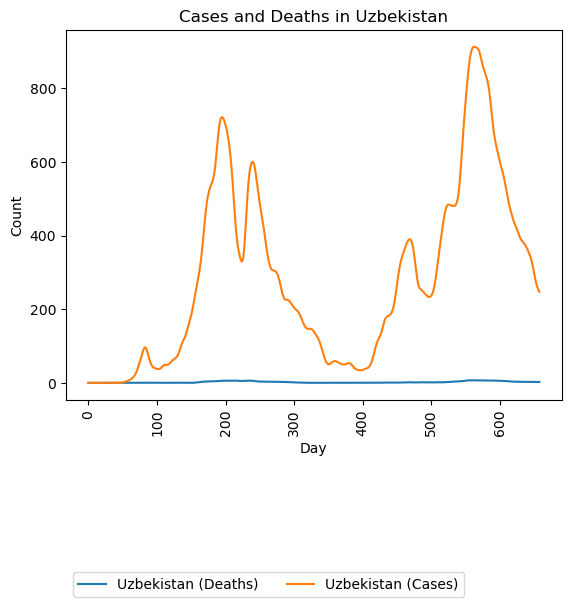 Cases and Deaths in Uzbekistan
Count
800
600
400
200
0
0 100 200 300 400 500 600
Day
Uzbekistan (Deaths) Uzbekistan (Cases)